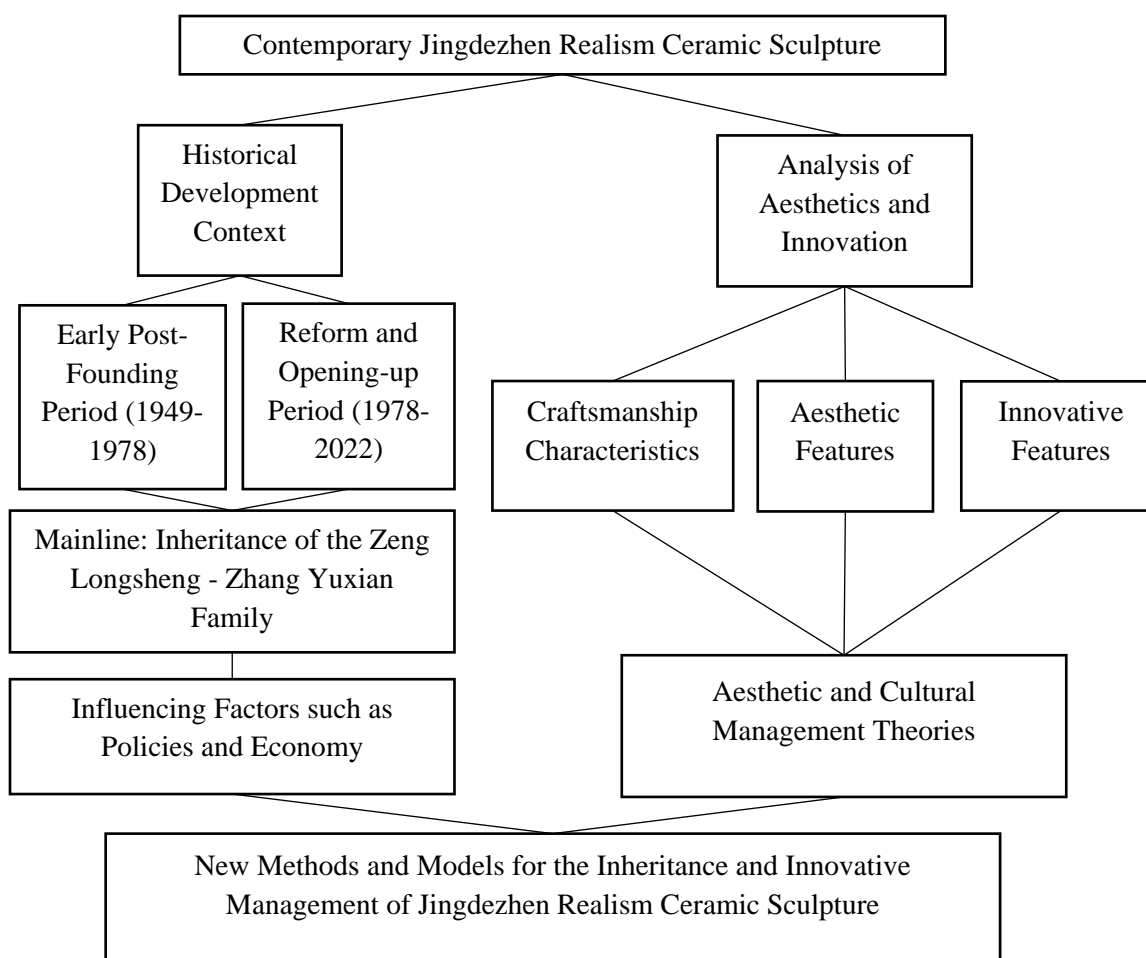 Contemporary Jingdezhen Realism Ceramic Sculpture
Historical
Development
Context
Analysis of
Aesthetics and
Innovation
Early Post-
Founding
Period (1949-
1978)
Reform and
Opening-up
Period (1978-
2022)
Craftsmanship
Characteristics
Aesthetic
Features
Innovative
Features
Mainline: Inheritance of the Zeng
Longsheng - Zhang Yuxian
Family
Influencing Factors such as
Policies and Economy
Aesthetic and Cultural
Management Theories
New Methods and Models for the Inheritance and Innovative
Management of Jingdezhen Realism Ceramic Sculpture